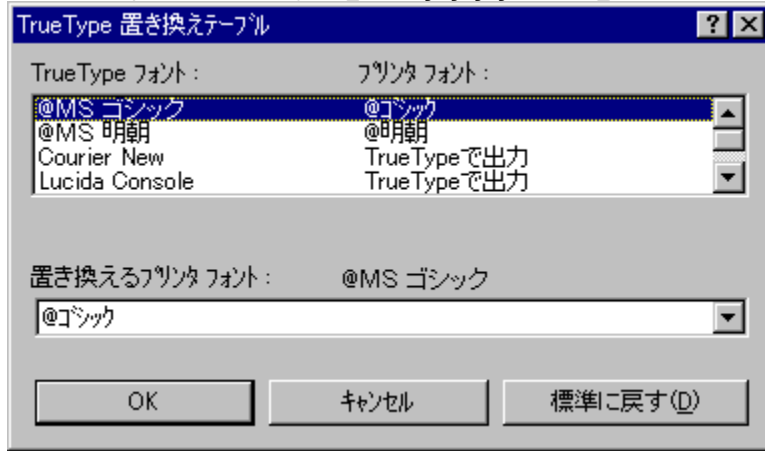 TrueType 置き換えﾃｰﾌﾞﾙ
TrueType ﾌｫﾝﾄ : ﾌﾟﾘﾝﾀ ﾌｫﾝﾄ :
@MS ゴシック @ｺﾞｼｯｸ
@MS 明朝 @明朝
Courier New TrueTypeで出力
Lucida Console TrueTypeで出力
置き換えるﾌﾟﾘﾝﾀ ﾌｫﾝﾄ : @MS ゴシック
@ｺﾞｼｯｸ
OK ｷｬﾝｾﾙ 標準に戻す(D)